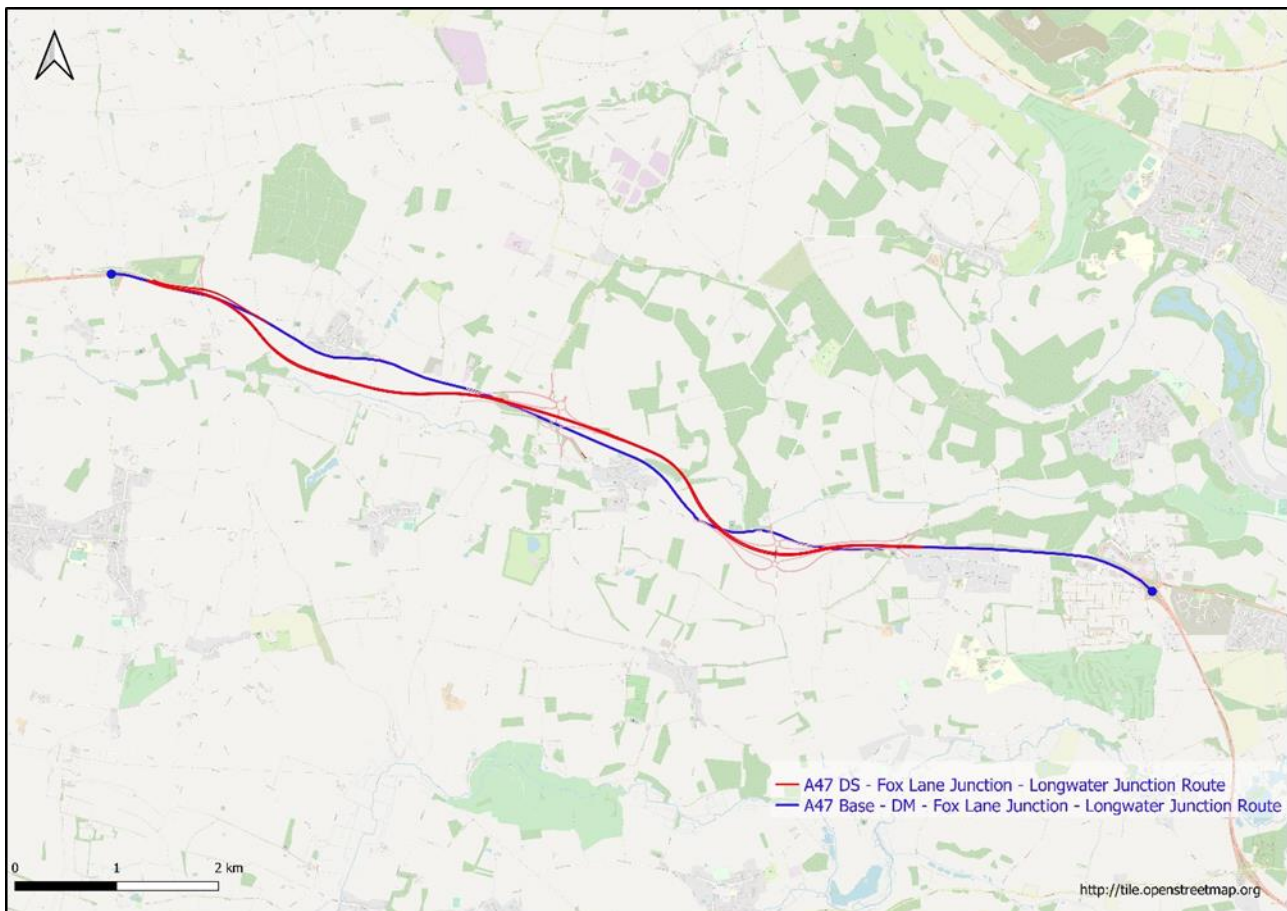 A47 DS - Fox Lane Junction - Longwater Junction Route
A47 Base - DM - Fox Lane Junction - Longwater Junction Route
0 1 2 km
http://tile.openstreetmap.org